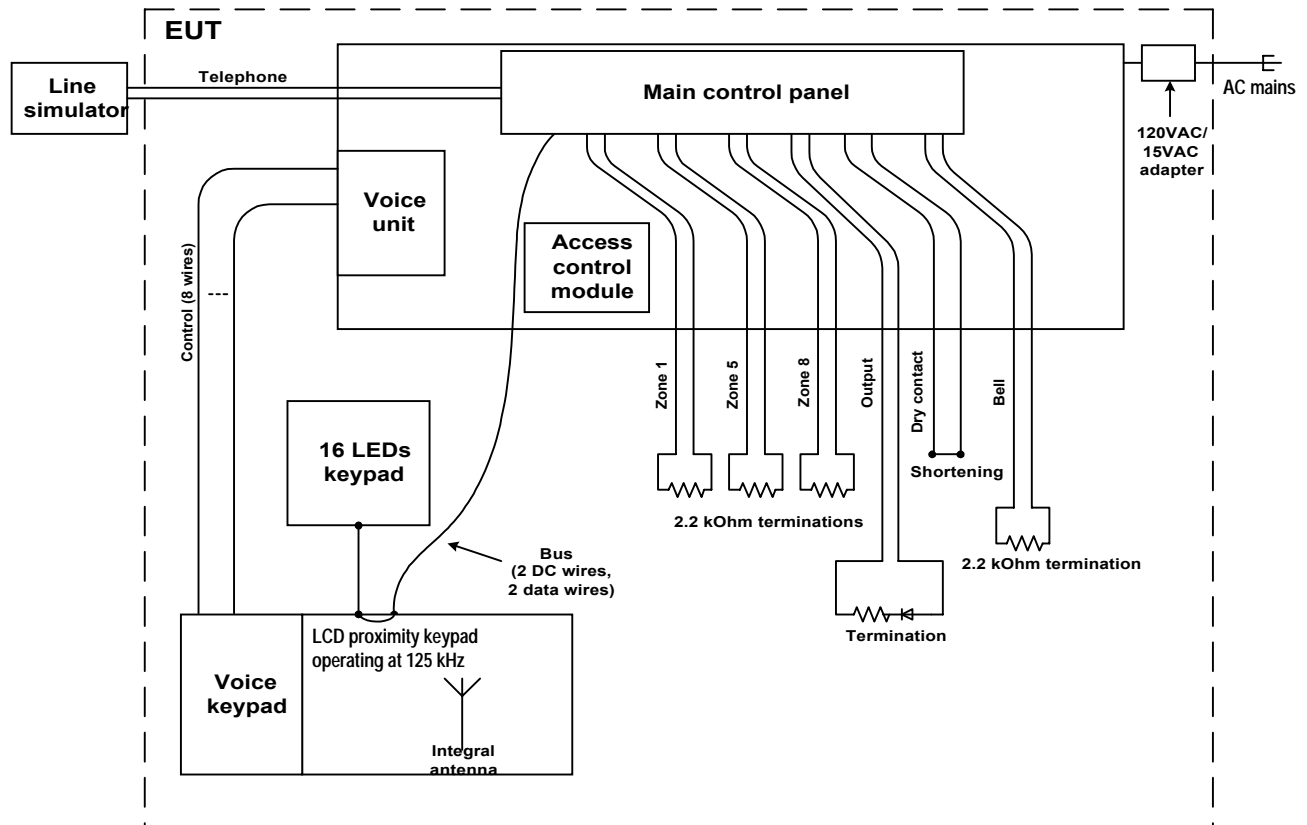 EUT
Line
simulator
Telephone
Main control panel
AC mains
120VAC/
15VAC
adapter
Voice
unit
Access
control
module
Control (8 wires)
----
Zone 1
Zone 5
Zone 8
Output
Dry contact
Bell
16 LEDs
keypad
Shortening
2.2 kOhm terminations
2.2 kOhm termination
Bus
(2 DC wires,
2 data wires)
Termination
LCD proximity keypad
operating at 125 kHz
Voice
keypad
Integral
antenna